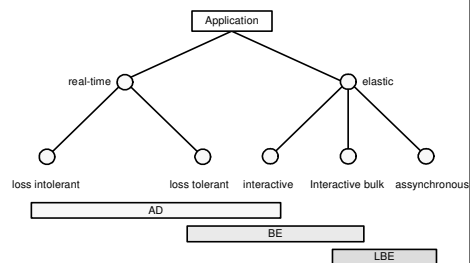 Application
real-time
elastic
loss intolerant
loss tolerant
interactive
Interactive bulk
assynchronous
AD
BE
LBE